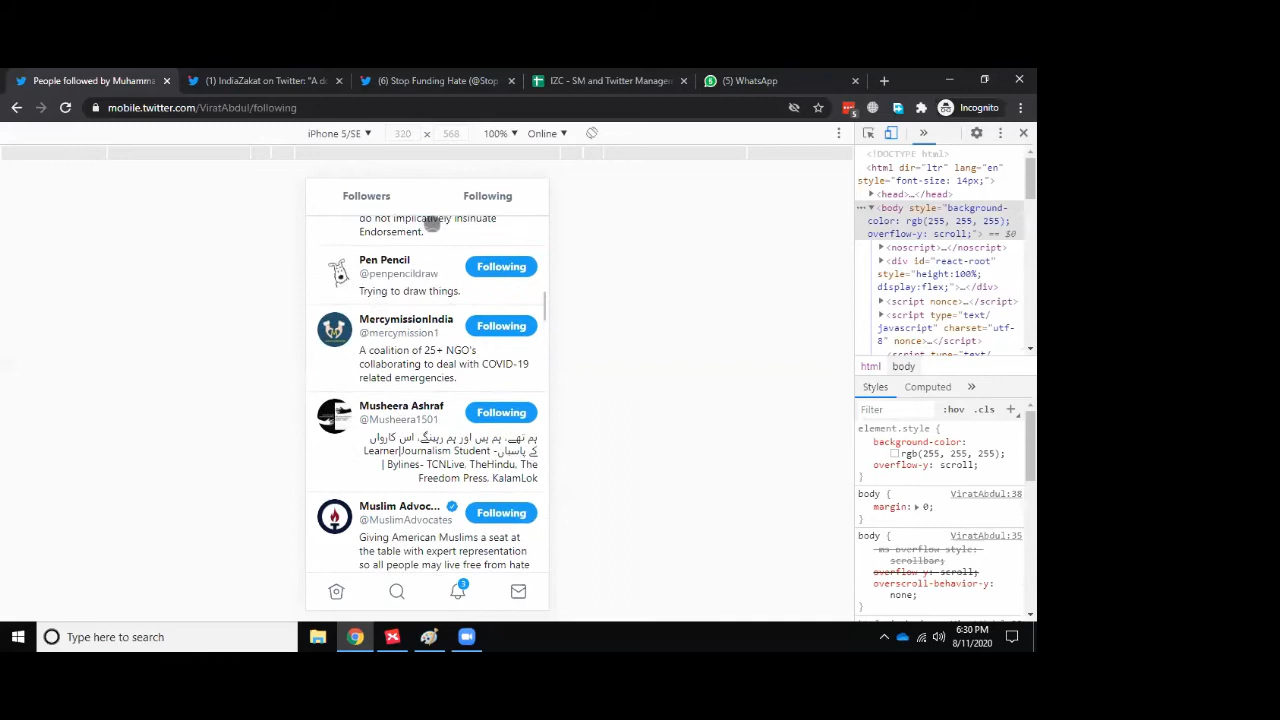 People followed by Muhamma
(1) IndiaZakat on Twitter: "A d
(6) Stop Funding Hate (@Stop
IZC - SM and Twitter Manager
(5) WhatsApp
mobile.twitter.com/ViratAbdul/following
Incognito
iPhone 5/SE
320 × 568
100%
Online
Followers
Following
do not implicatively insinuate
Endorsement.
Pen Pencil
@penpencildraw
Following
Trying to draw things.
MercymissionIndia
@mercymission1
Following
A coalition of 25+ NGO's
collaborating to deal with COVID-19
related emergencies.
Musheera Ashraf
@Musheera1501
Following
ہم تھے، ہم ہیں اور ہم رہینگے، اس کارواں
کے پاسباں- Learner|Journalism Student
| Bylines- TCNLive, TheHindu, The
Freedom Press, KalamLok
Muslim Advoc...
@MuslimAdvocates
Following
Giving American Muslims a seat at
the table with expert representation
so all people may live free from hate
3
<!DOCTYPE html>
<html dir="ltr" lang="en"
style="font-size: 14px;">
<head>…</head>
<body style="background-
color: rgb(255, 255, 255);
overflow-y: scroll;"> == $0
<noscript>…</noscript>
<div id="react-root"
style="height:100%;
display:flex;">…</div>
<script nonce>…</script>
<script type="text/
javascript" charset="utf-
8" nonce>…</script>
html
body
Styles
Computed
Filter
:hov
.cls
element.style {
background-color:
rgb(255, 255, 255);
overflow-y: scroll;
}
body {
ViratAbdul:38
margin: 0;
}
body {
ViratAbdul:35
-ms-overflow-style:
scrollbar;
overflow-y: scroll;
overscroll-behavior-y:
none;
}
Type here to search
6:30 PM
8/11/2020